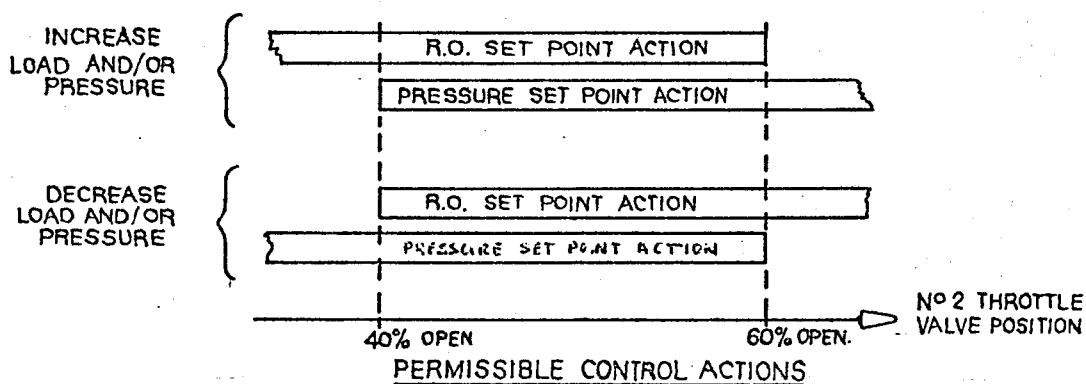 INCREASE
LOAD AND/OR
PRESSURE
R.O. SET POINT ACTION
PRESSURE SET POINT ACTION
DECREASE
LOAD AND/OR
PRESSURE
R.O. SET POINT ACTION
PRESSURE SET POINT ACTION
Nº 2 THROTTLE
VALVE POSITION
40% OPEN
60% OPEN.
PERMISSIBLE CONTROL ACTIONS